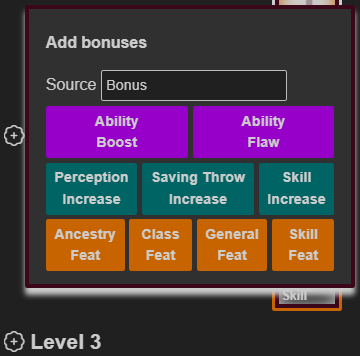 Add bonuses
Source Bonus
Ability Ability
Boost Flaw
Perception Saving Throw Skill
Increase Increase Increase
Ancestry Class General Skill
Feat Feat Feat Feat
Skill
Level 3